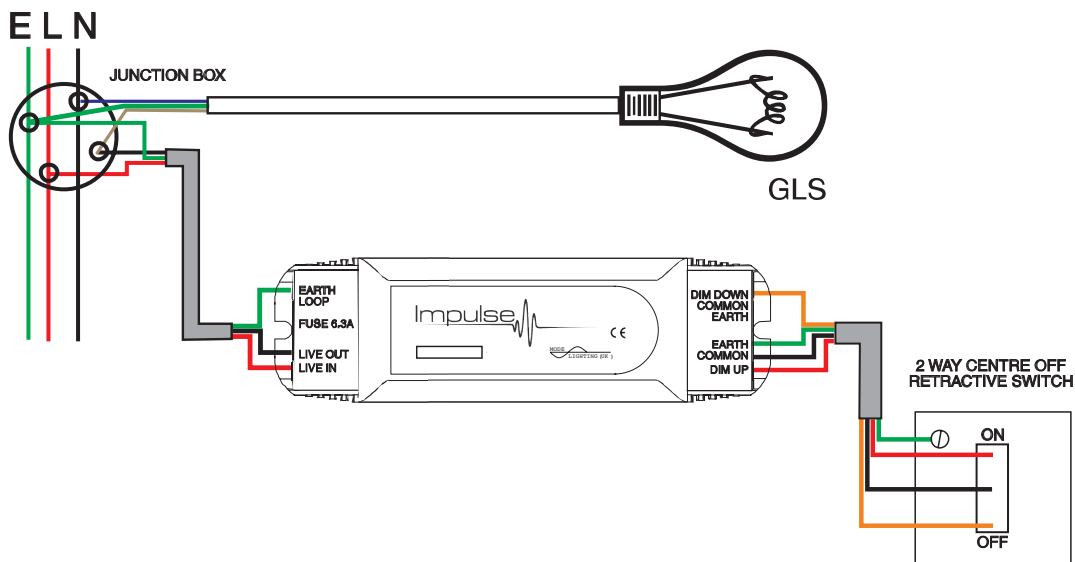 E L N
JUNCTION BOX
GLS
EARTH
LOOP
FUSE 6.3A
LIVE OUT
LIVE IN
Impulse
CE
MODE
LIGHTING (UK)
DIM DOWN
COMMON
EARTH
EARTH
COMMON
DIM UP
2 WAY CENTRE OFF
RETRACTIVE SWITCH
ON
OFF